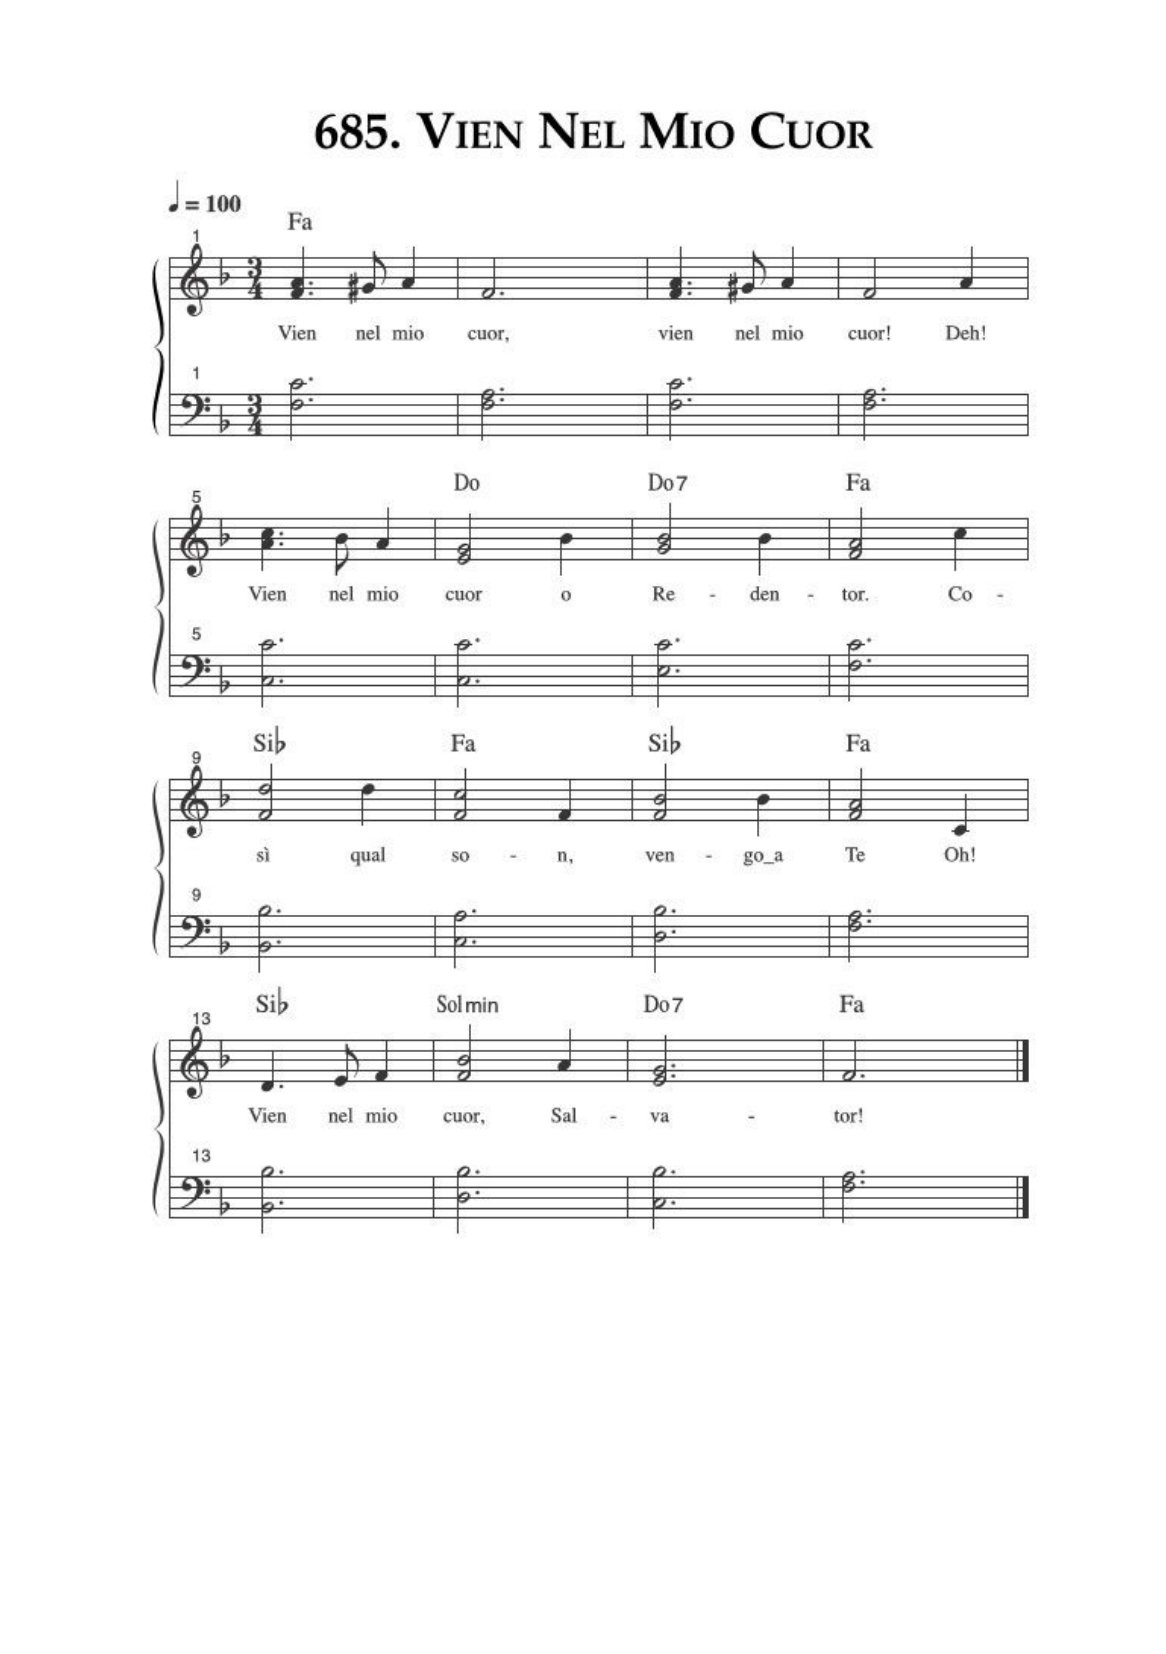 685. VIEN NEL MIO CUOR
♩ = 100
Fa
1
3
4
Vien nel mio cuor, vien nel mio cuor! Deh!
1
3
4
Do Do7 Fa
5
Vien nel mio cuor o Re - den - tor. Co -
5
Si♭ Fa Si♭ Fa
9
sì qual so - n, ven - go_a Te Oh!
9
Si♭ Solmin Do7 Fa
13
Vien nel mio cuor, Sal - va - tor!
13